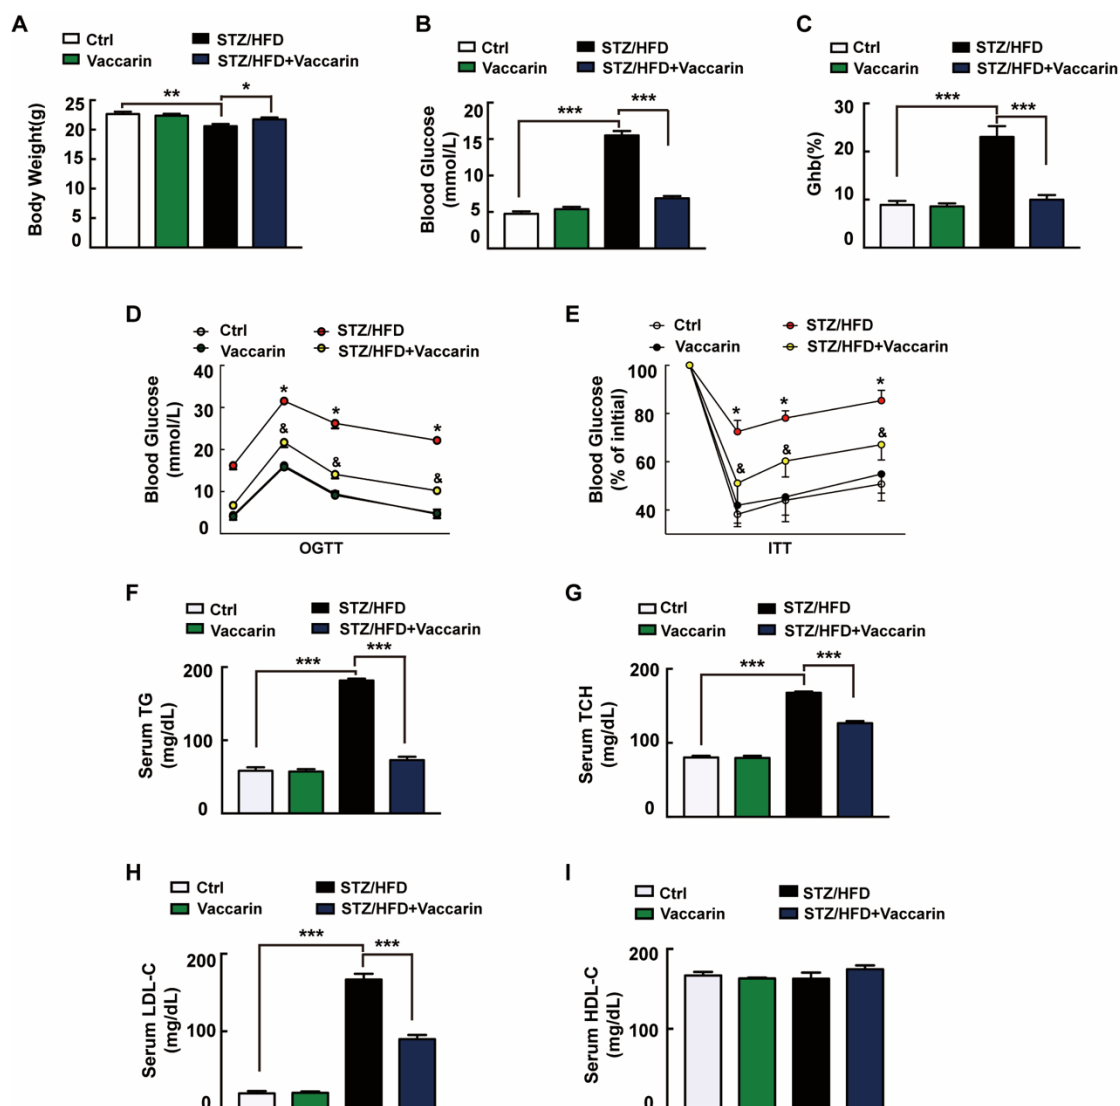 A
Ctrl STZ/HFD
Vaccarin STZ/HFD+Vaccarin
** *
25
20
15
10
5
0
Body Weight(g)
B
Ctrl STZ/HFD
Vaccarin STZ/HFD+Vaccarin
*** ***
20
15
10
5
0
Blood Glucose
(mmol/L)
C
Ctrl STZ/HFD
Vaccarin STZ/HFD+Vaccarin
*** ***
30
20
10
0
Ghb(%)
D
Ctrl STZ/HFD
Vaccarin STZ/HFD+Vaccarin
40
30
20
10
0
Blood Glucose
(mmol/L)
* * *
& & &
OGTT
E
Ctrl STZ/HFD
Vaccarin STZ/HFD+Vaccarin
100
80
60
40
Blood Glucose
(% of inltial)
* * *
& & &
ITT
F
Ctrl STZ/HFD
Vaccarin STZ/HFD+Vaccarin
*** ***
200
100
0
Serum TG
(mg/dL)
G
Ctrl STZ/HFD
Vaccarin STZ/HFD+Vaccarin
*** ***
200
100
0
Serum TCH
(mg/dL)
H
Ctrl STZ/HFD
Vaccarin STZ/HFD+Vaccarin
*** ***
200
100
0
Serum LDL-C
(mg/dL)
I
Ctrl STZ/HFD
Vaccarin STZ/HFD+Vaccarin
200
100
0
Serum HDL-C
(mg/dL)